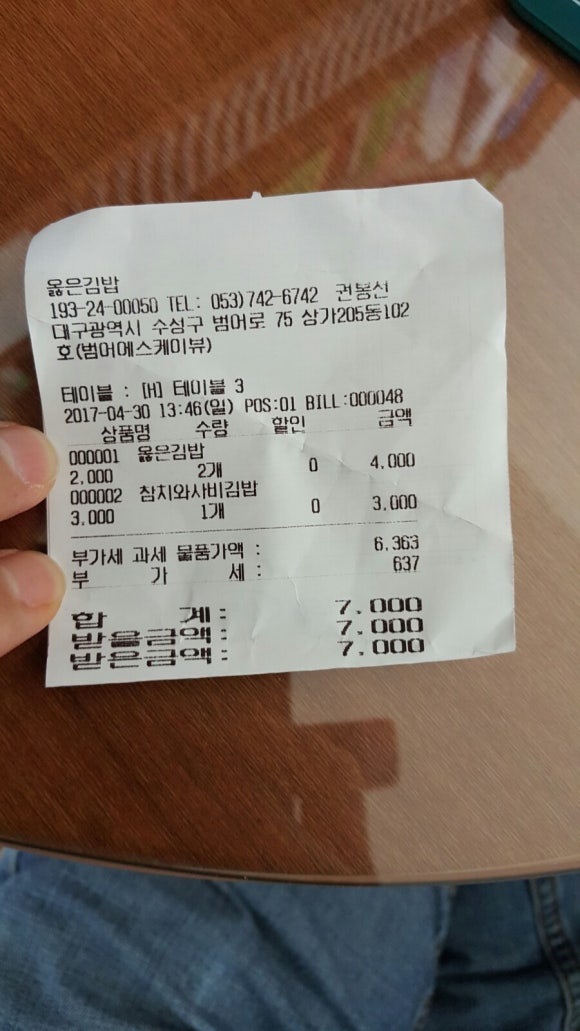 옳은김밥
193-24-00050 TEL: 053)742-6742 권봉선
대구광역시 수성구 범어로 75 상가205동102
호(범어에스케이뷰)
테이블 : [H] 테이블 3
2017-04-30 13:46(일) POS:01 BILL:000048
상품명 수량 할인 금액
000001 옳은김밥
2,000 2개 0 4,000
000002 참치와사비김밥
3,000 1개 0 3,000
부가세 과세 물품가액 : 6,363
부 가 세 : 637
합 계 : 7,000
받을금액 : 7,000
받은금액 : 7,000